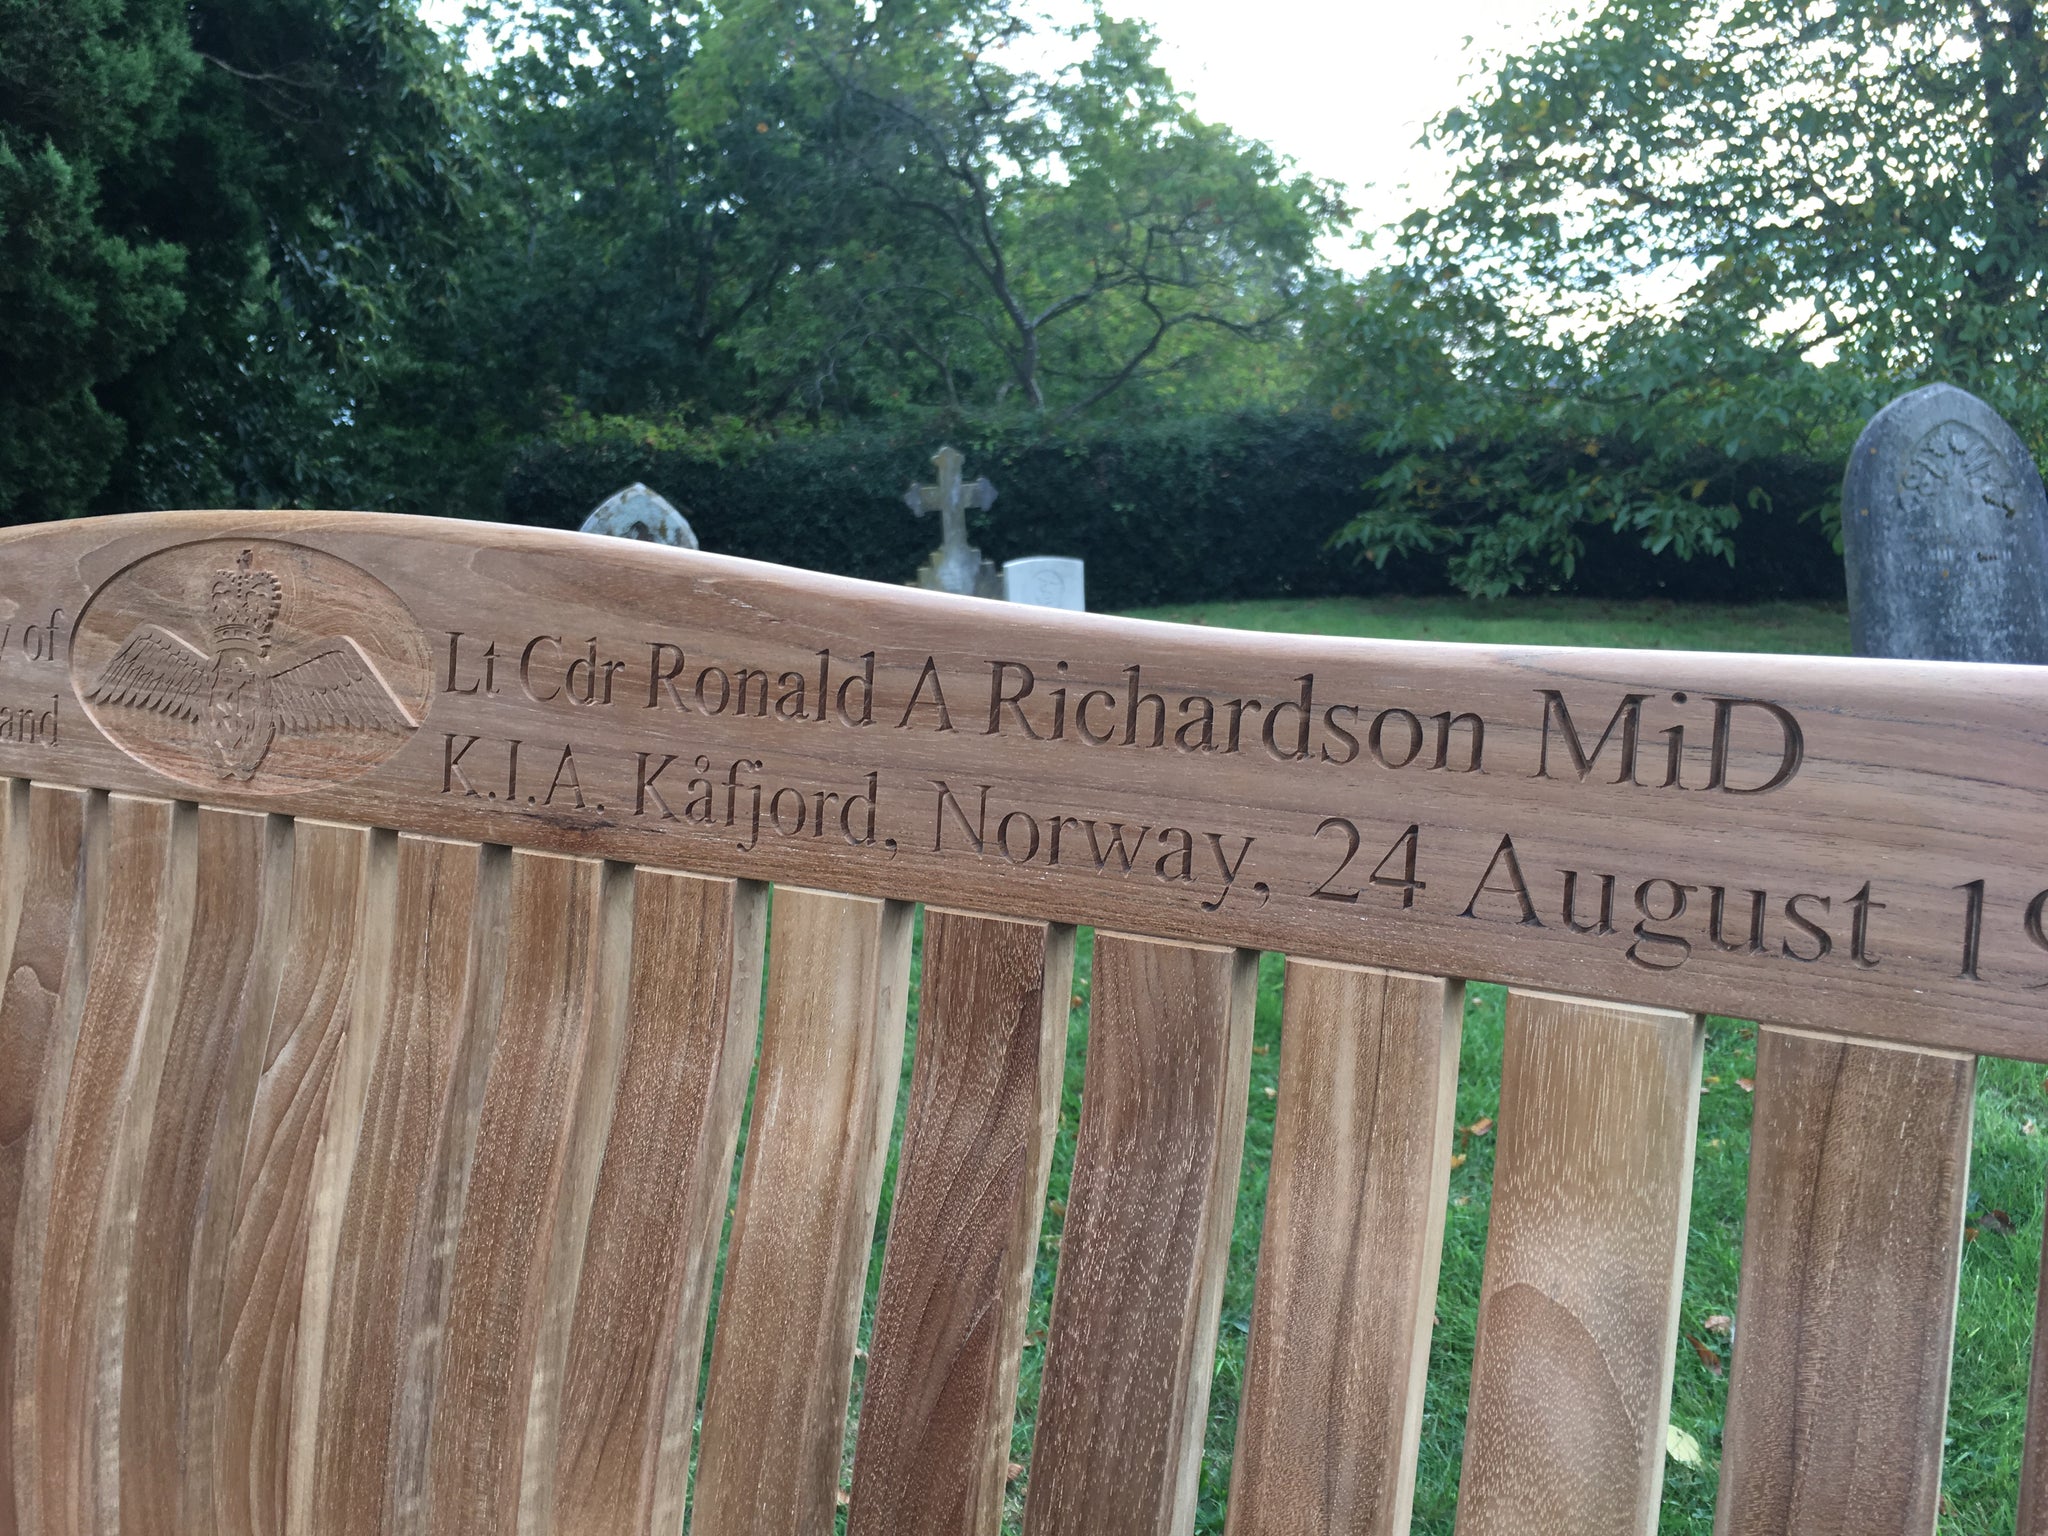 of Lt Cdr Ronald A Richardson MiD
and K.I.A. Kåfjord, Norway, 24 August 19